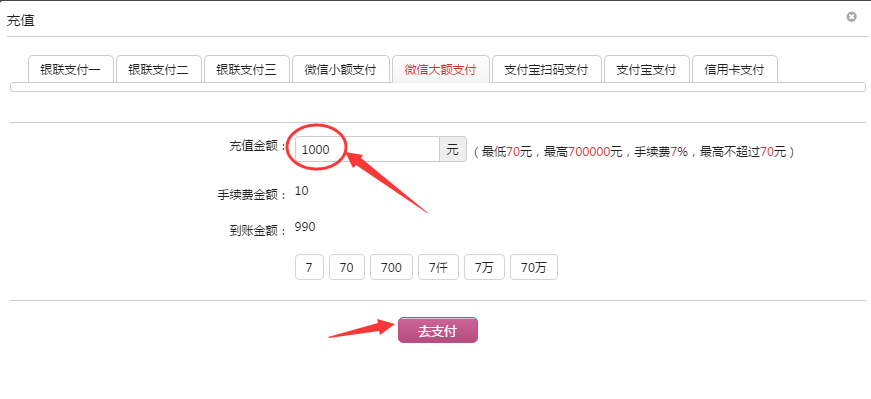 充值
银联支付一 银联支付二 银联支付三 微信小额支付 微信大额支付 支付宝扫码支付 支付宝支付 信用卡支付
充值金额： 1000 元 （最低70元，最高700000元，手续费7%，最高不超过70元）
手续费金额： 10
到账金额： 990
7 70 700 7仟 7万 70万
去支付